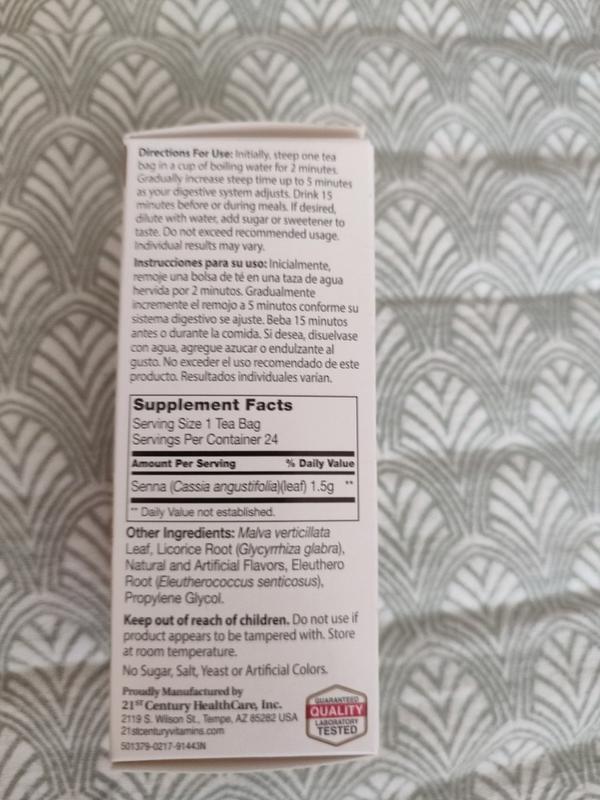 Directions For Use: Initially, steep one tea
bag in a cup of boiling water for 2 minutes.
Gradually increase steep time up to 5 minutes
as your digestive system adjusts. Drink 15
minutes before or during meals. If desired,
dilute with water, add sugar or sweetener to
taste. Do not exceed recommended usage.
Individual results may vary.
Instrucciones para su uso: Inicialmente,
remoje una bolsa de té en una taza de agua
hervida por 2 minutos. Gradualmente
incremente el remojo a 5 minutos conforme su
sistema digestivo se ajuste. Beba 15 minutos
antes o durante la comida. Si desea, disuelvase
con agua, agregue azucar o endulzante al
gusto. No exceder el uso recomendado de este
producto. Resultados individuales varían.
Supplement Facts
Serving Size 1 Tea Bag
Servings Per Container 24
Amount Per Serving % Daily Value
Senna (Cassia angustifolia)(leaf) 1.5g **
** Daily Value not established.
Other Ingredients: Malva verticillata
Leaf, Licorice Root (Glycyrrhiza glabra),
Natural and Artificial Flavors, Eleuthero
Root (Eleutherococcus senticosus),
Propylene Glycol.
Keep out of reach of children. Do not use if
product appears to be tampered with. Store
at room temperature.
No Sugar, Salt, Yeast or Artificial Colors.
Proudly Manufactured by
21ST Century HealthCare, Inc.
2119 S. Wilson St., Tempe, AZ 85282 USA
21stcenturyvitamins.com
501379-0217-91443N
GUARANTEED
QUALITY
LABORATORY
TESTED